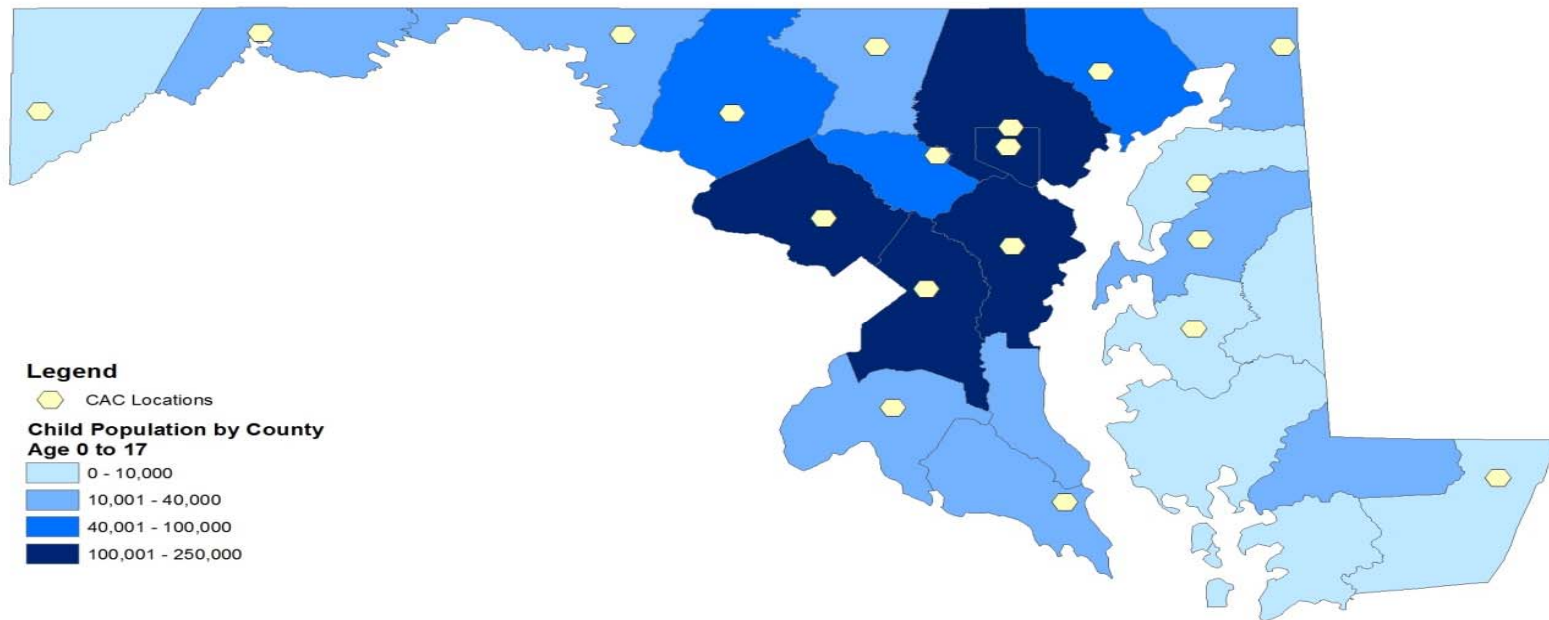 Legend
CAC Locations
Child Population by County
Age 0 to 17
0 - 10,000
10,001 - 40,000
40,001 - 100,000
100,001 - 250,000